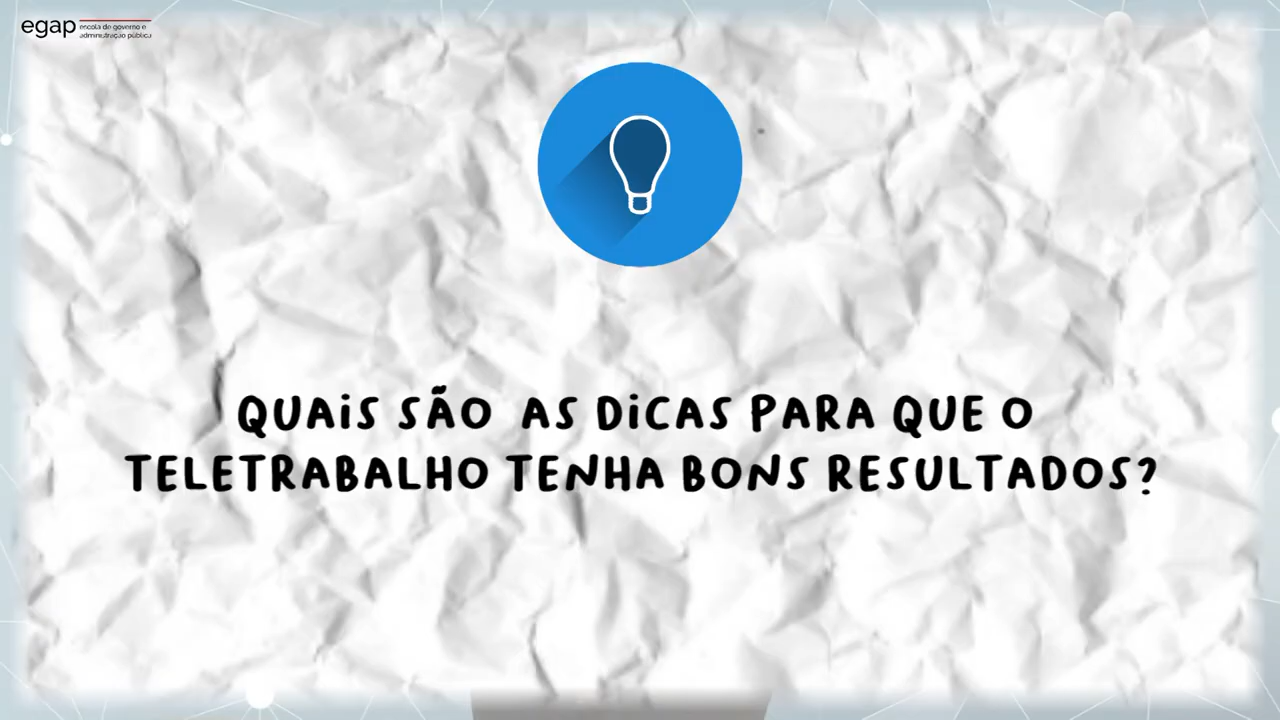 egap
escola de governo e
administração pública
QUAIS SÃO AS DICAS PARA QUE O
TELETRABALHO TENHA BONS RESULTADOS?